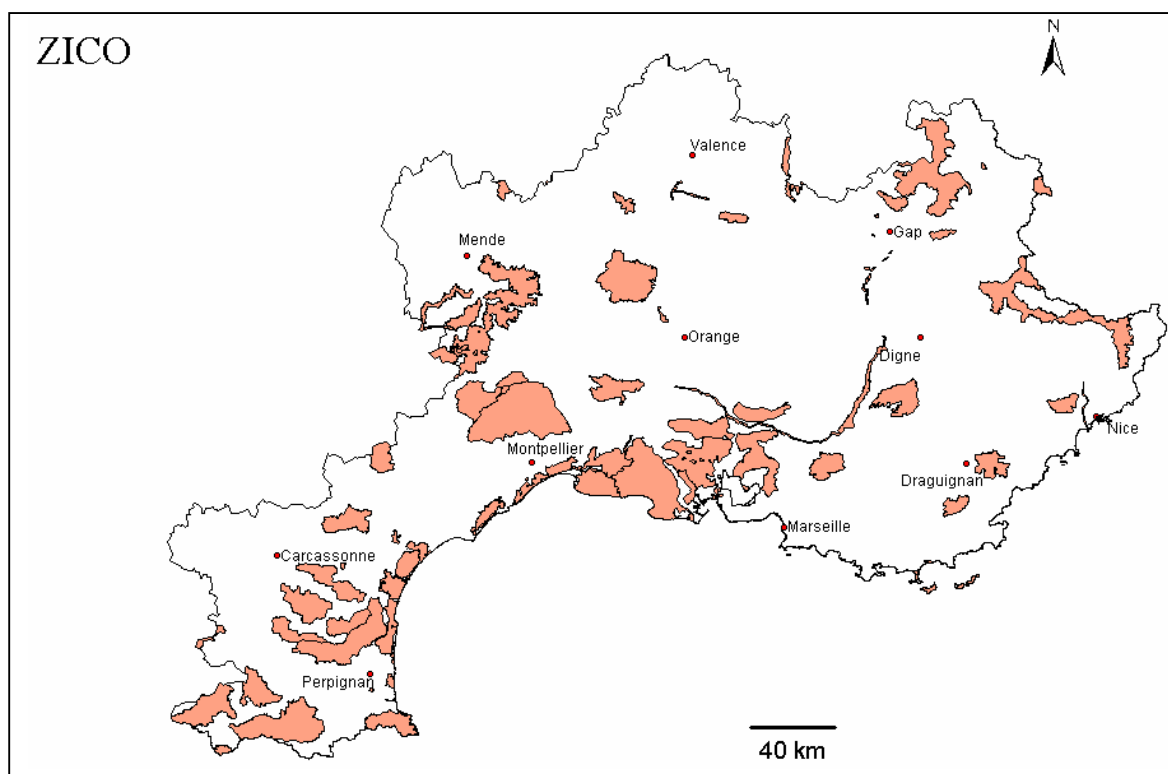 ZICO
N
Valence
Gap
Mende
Orange
Digne
Nice
Montpellier
Draguignan
Marseille
Carcassonne
Perpignan
40 km